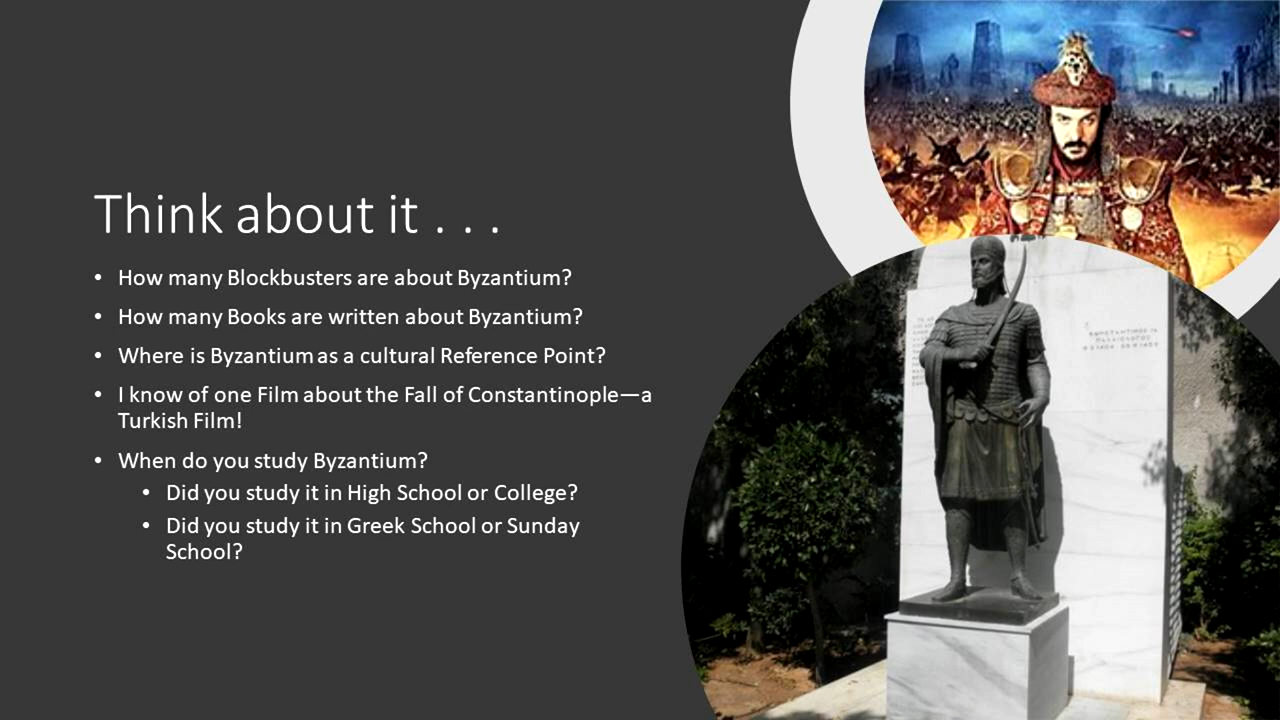 Think about it . . .
• How many Blockbusters are about Byzantium?
• How many Books are written about Byzantium?
• Where is Byzantium as a cultural Reference Point?
• I know of one Film about the Fall of Constantinople—a
Turkish Film!
• When do you study Byzantium?
• Did you study it in High School or College?
• Did you study it in Greek School or Sunday
School?
ΚΩΝΣΤΑΝΤΙΝΟΣ ΙΑ
ΠΑΛΑΙΟΛΟΓΟΣ